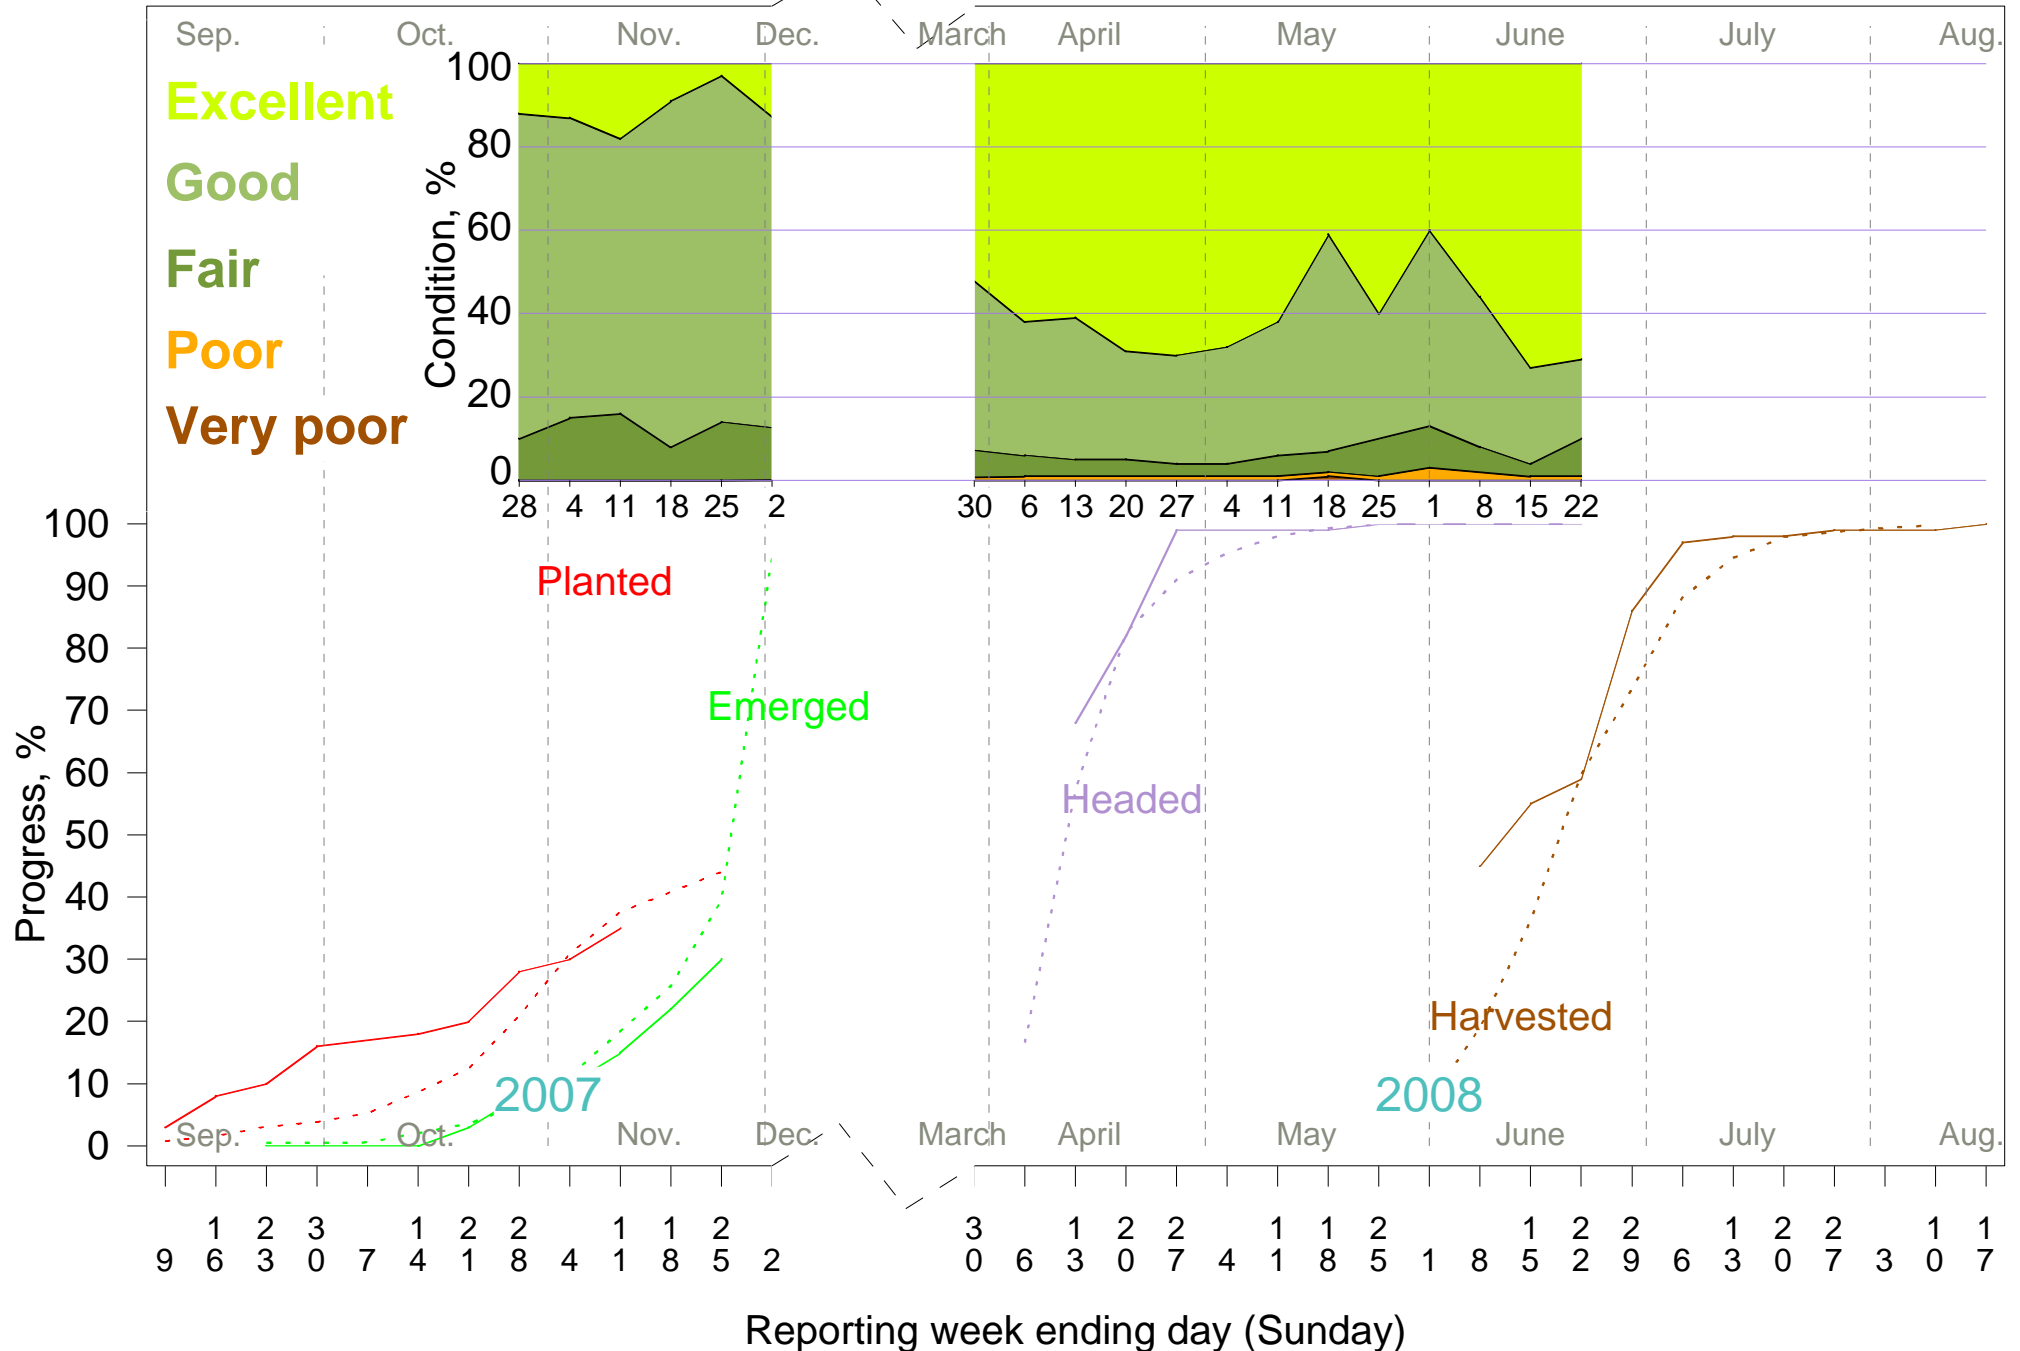 Sep. Oct. Nov. Dec. March April May June July Aug.
Excellent
Good
Fair
Poor
Very poor
Condition, %
100
80
60
40
20
0
28 4 11 18 25 2 30 6 13 20 27 4 11 18 25 1 8 15 22
Progress, %
100
90
80
70
60
50
40
30
20
10
0
Planted
Emerged
Headed
Harvested
2007 2008
Sep. Oct. Nov. Dec. March April May June July Aug.
9 16 23 30 7 14 21 28 4 11 18 25 2 30 6 13 20 27 4 11 18 25 1 8 15 22 29 6 13 20 27 3 10 17
Reporting week ending day (Sunday)